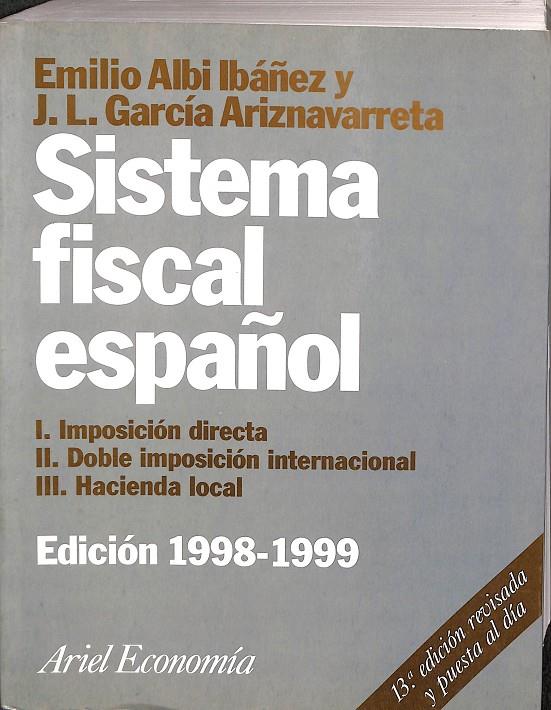 Emilio Albi Ibáñez y
J. L. García Ariznavarreta
Sistema
fiscal
español
I. Imposición directa
II. Doble imposición internacional
III. Hacienda local
Edición 1998-1999
13.ª edición revisada
y puesta al día
Ariel Economía